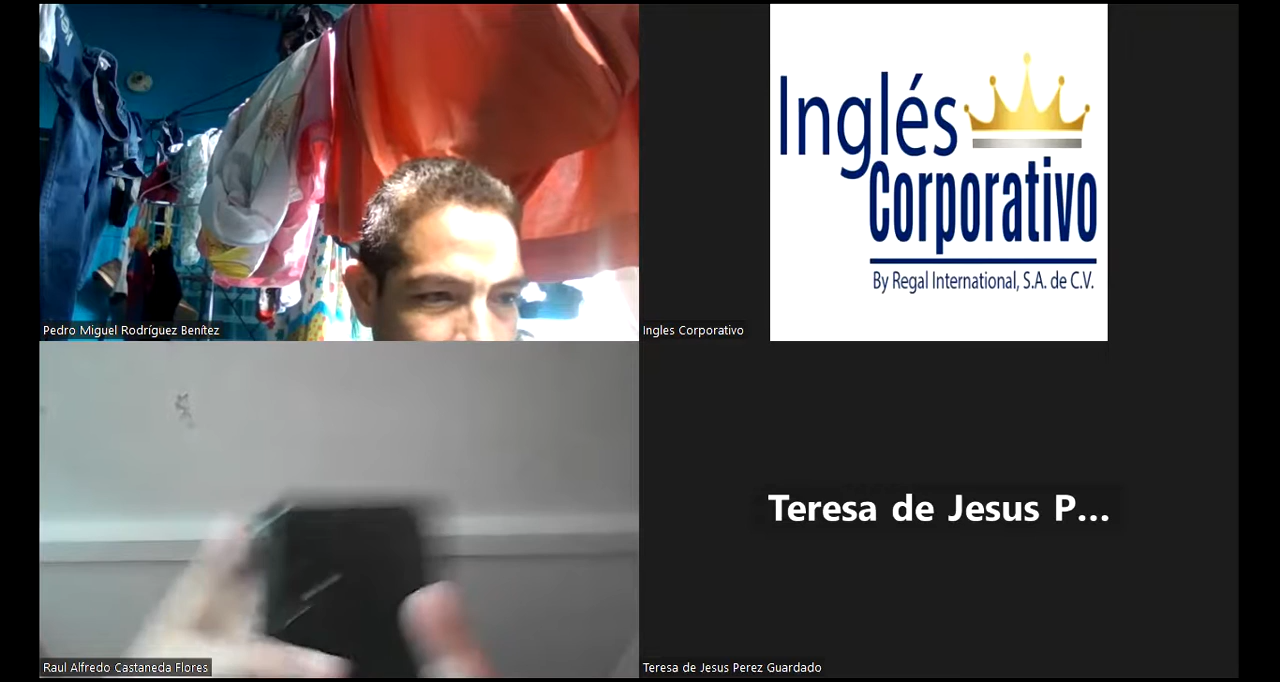 Inglés
Corporativo
By Regal International, S.A. de C.V.
Pedro Miguel Rodríguez Benítez
Ingles Corporativo
Teresa de Jesus P...
Raul Alfredo Castaneda Flores
Teresa de Jesus Perez Guardado